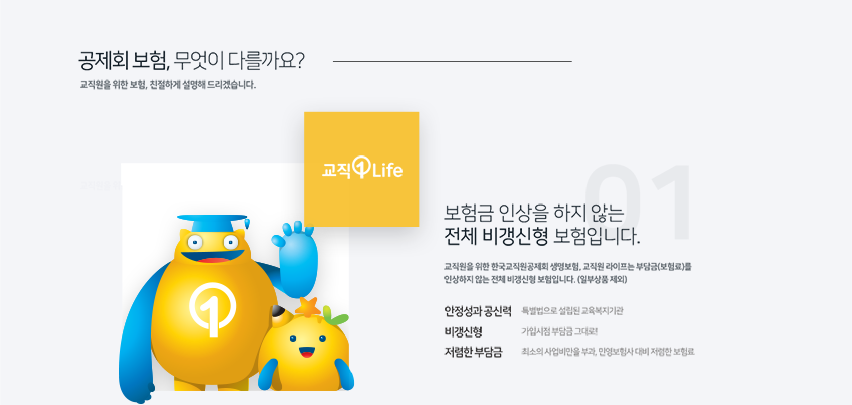 공제회 보험, 무엇이 다를까요?
교직원을 위한 보험, 친절하게 설명해 드리겠습니다.
교직1Life
01
보험금 인상을 하지 않는
전체 비갱신형 보험입니다.
교직원을 위한 한국교직원공제회 생명보험, 교직원 라이프는 부담금(보험료)를
인상하지 않는 전체 비갱신형 보험입니다. (일부상품 제외)
안정성과 공신력 특별법으로 설립된 교육복지기관
비갱신형 가입시점 부담금 그대로!
저렴한 부담금 최소의 사업비만을 부과, 민영보험사 대비 저렴한 보험료
1